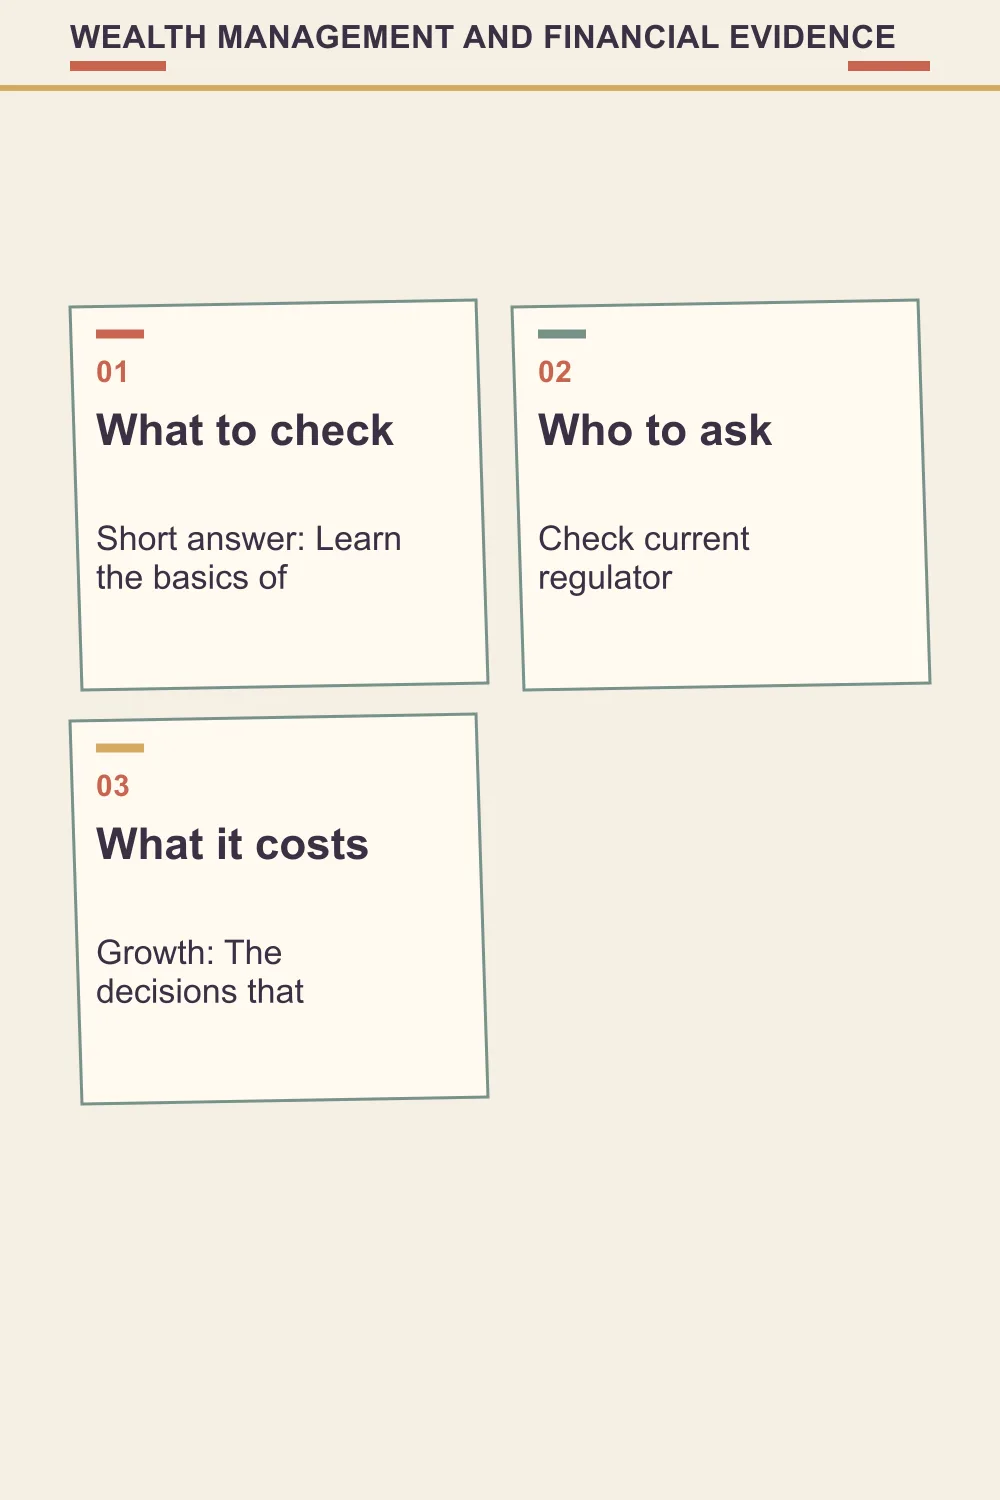 WEALTH MANAGEMENT AND FINANCIAL EVIDENCE
01
What to check
Short answer: Learn
the basics of
02
Who to ask
Check current
regulator
03
What it costs
Growth: The
decisions that